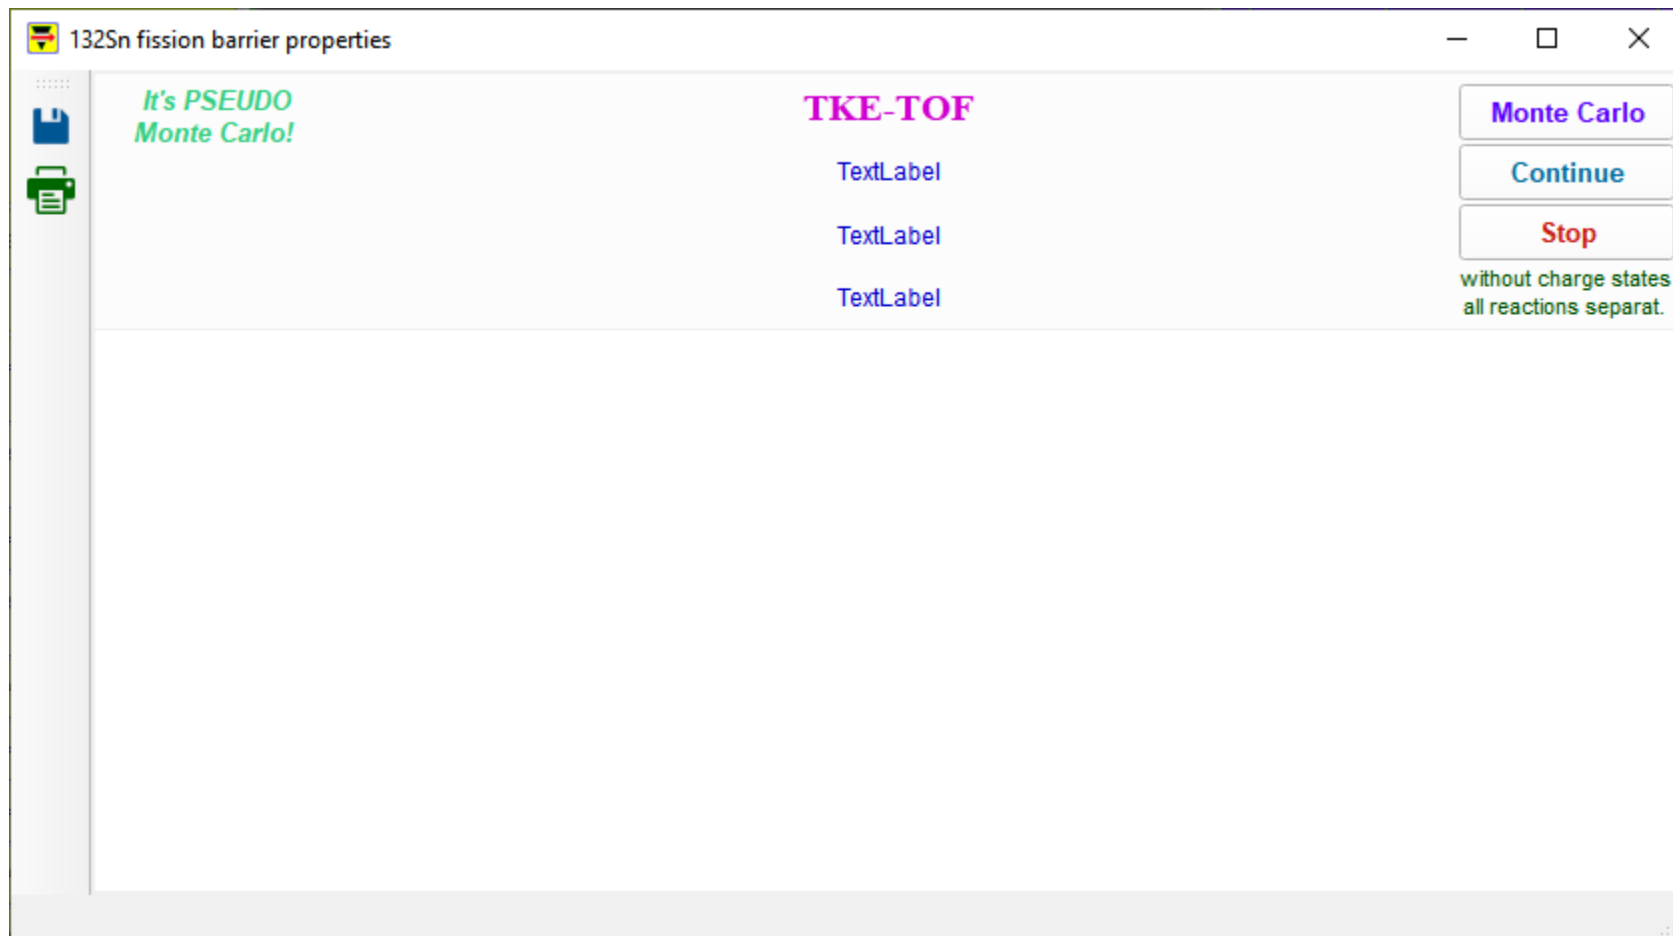 132Sn fission barrier properties
It's PSEUDO
Monte Carlo!
TKE-TOF
TextLabel
TextLabel
TextLabel
Monte Carlo
Continue
Stop
without charge states
all reactions separat.